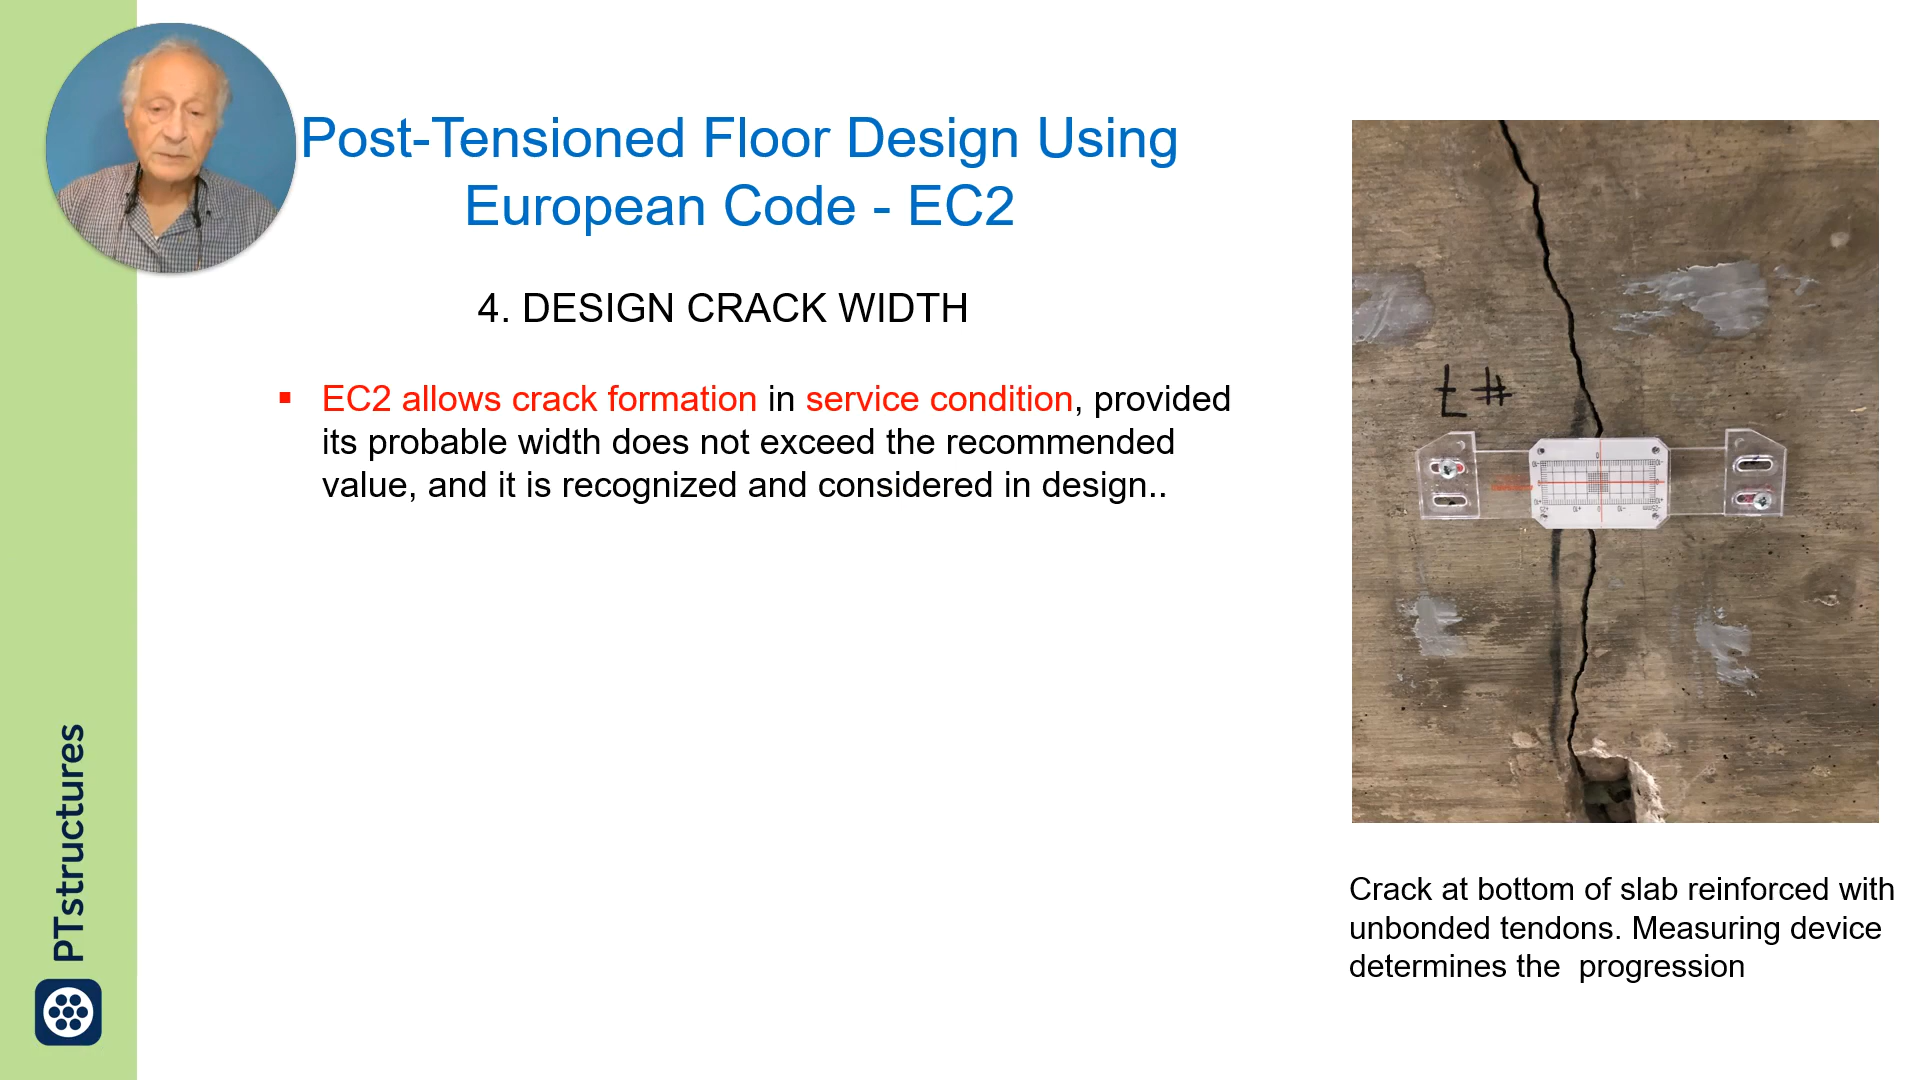 Post-Tensioned Floor Design Using
European Code - EC2
4. DESIGN CRACK WIDTH
EC2 allows crack formation in service condition, provided
its probable width does not exceed the recommended
value, and it is recognized and considered in design..
#7
Crack at bottom of slab reinforced with
unbonded tendons. Measuring device
determines the progression
PTstructures